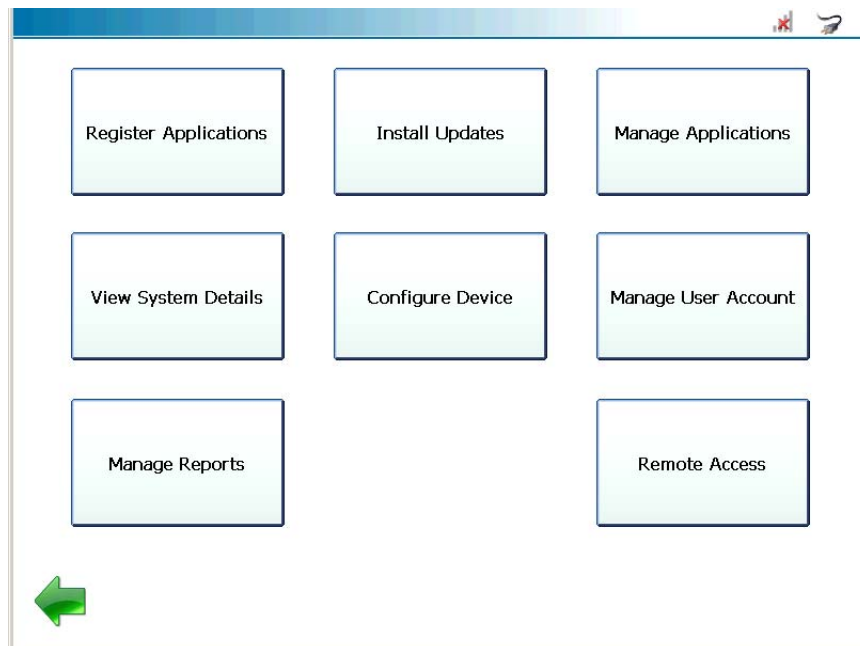 Register Applications
Install Updates
Manage Applications
View System Details
Configure Device
Manage User Account
Manage Reports
Remote Access